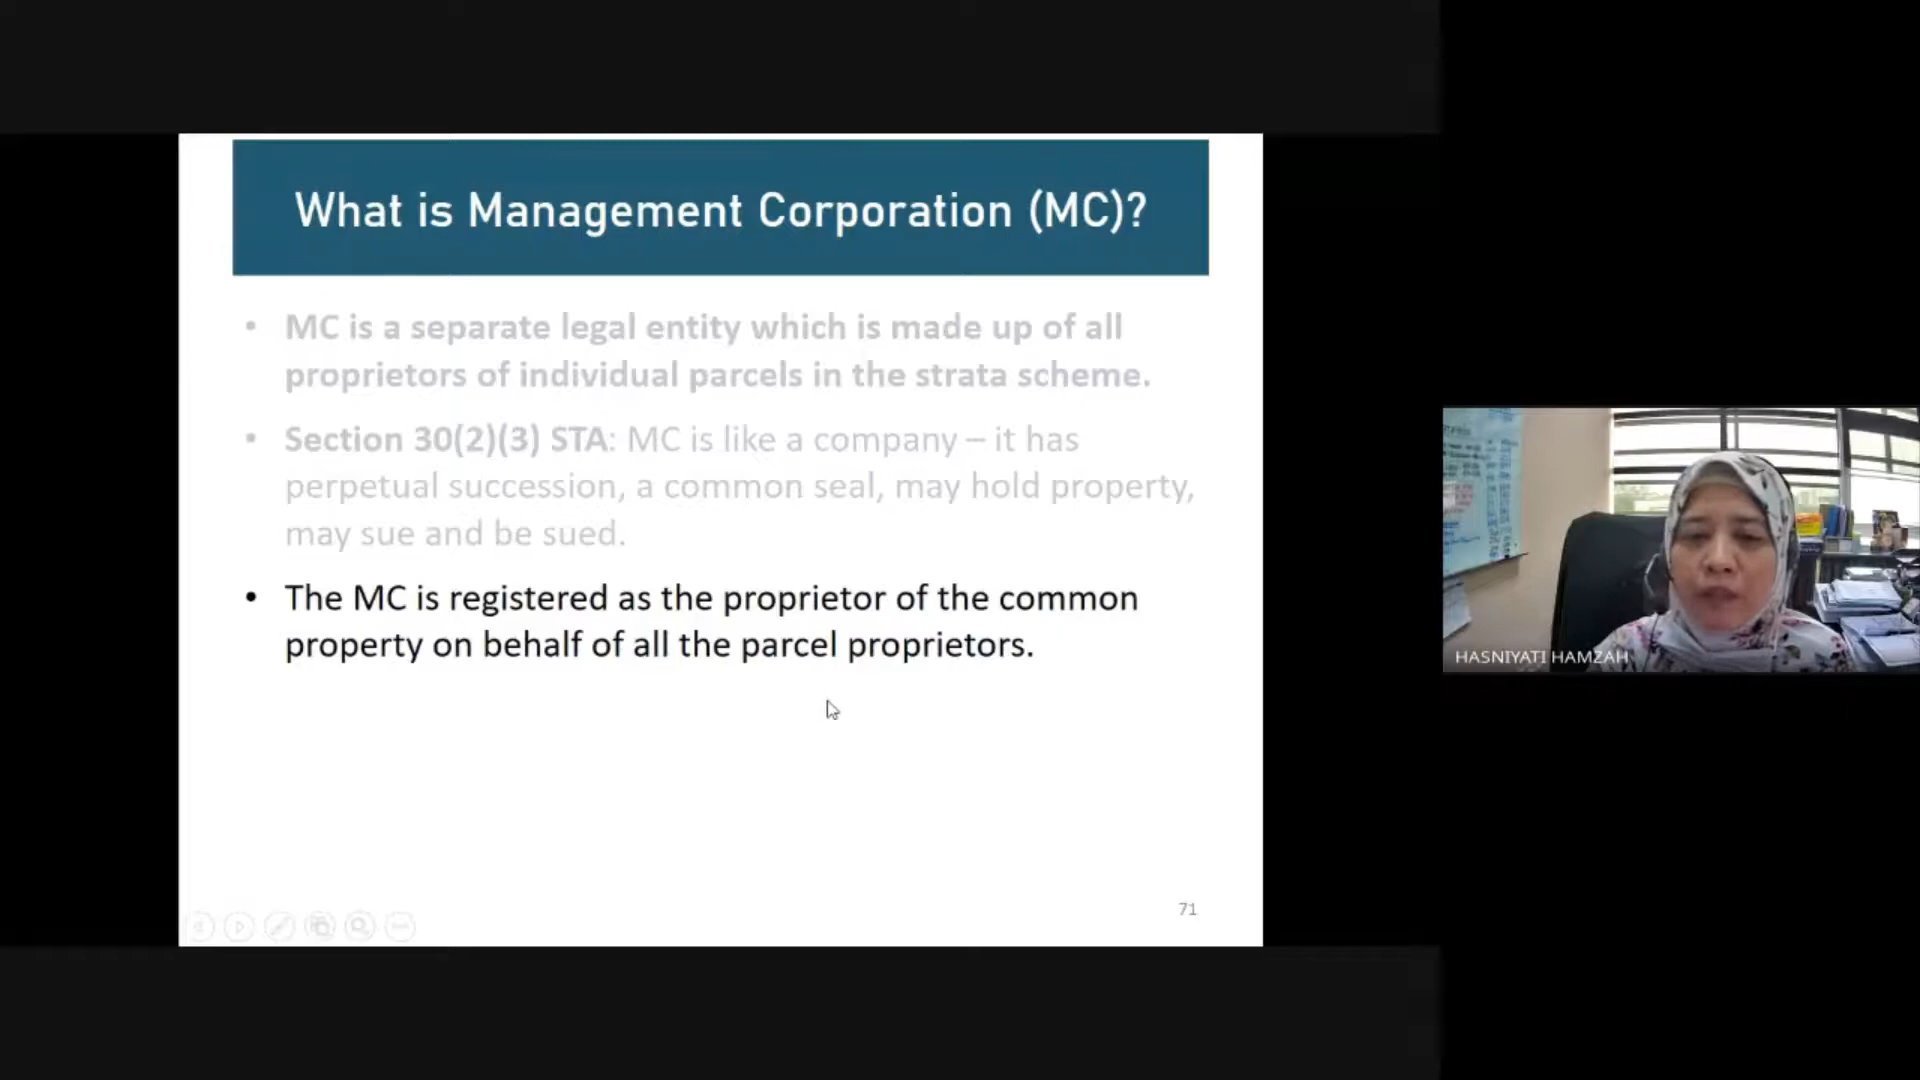 What is Management Corporation (MC)?
• MC is a separate legal entity which is made up of all
proprietors of individual parcels in the strata scheme.
• Section 30(2)(3) STA: MC is like a company – it has
perpetual succession, a common seal, may hold property,
may sue and be sued.
• The MC is registered as the proprietor of the common
property on behalf of all the parcel proprietors.
71
HASNIYATI HAMZAH